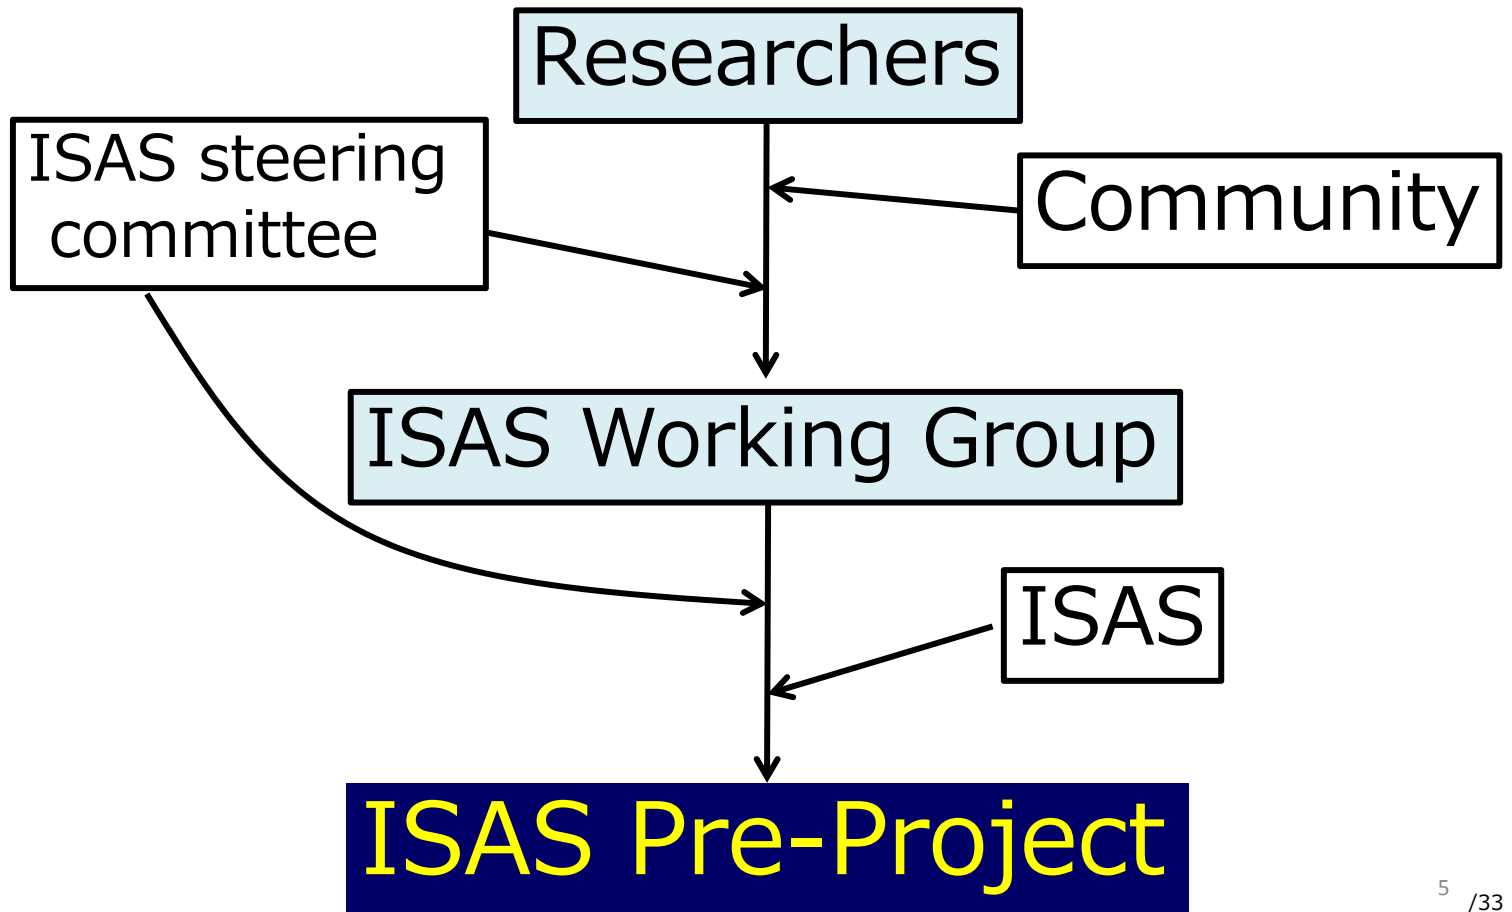 Researchers
ISAS steering
committee
Community
ISAS Working Group
ISAS
ISAS Pre-Project
5
/33